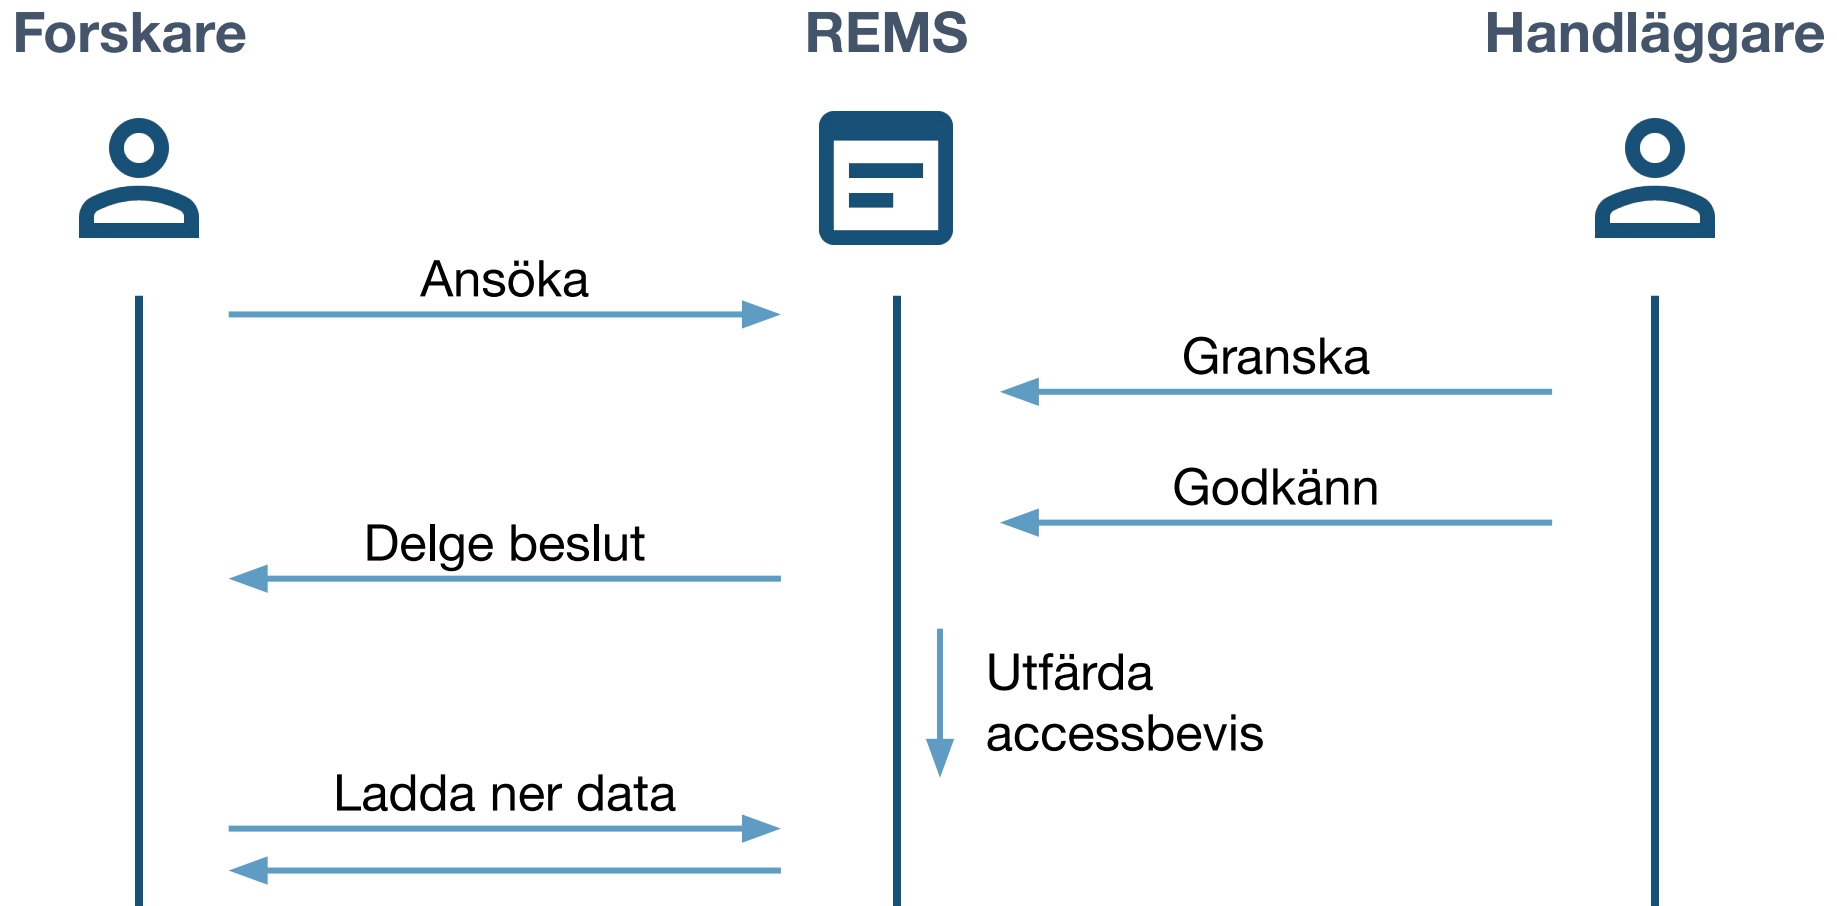 Forskare
REMS
Handläggare
Ansöka
Granska
Godkänn
Delge beslut
Utfärda
accessbevis
Ladda ner data